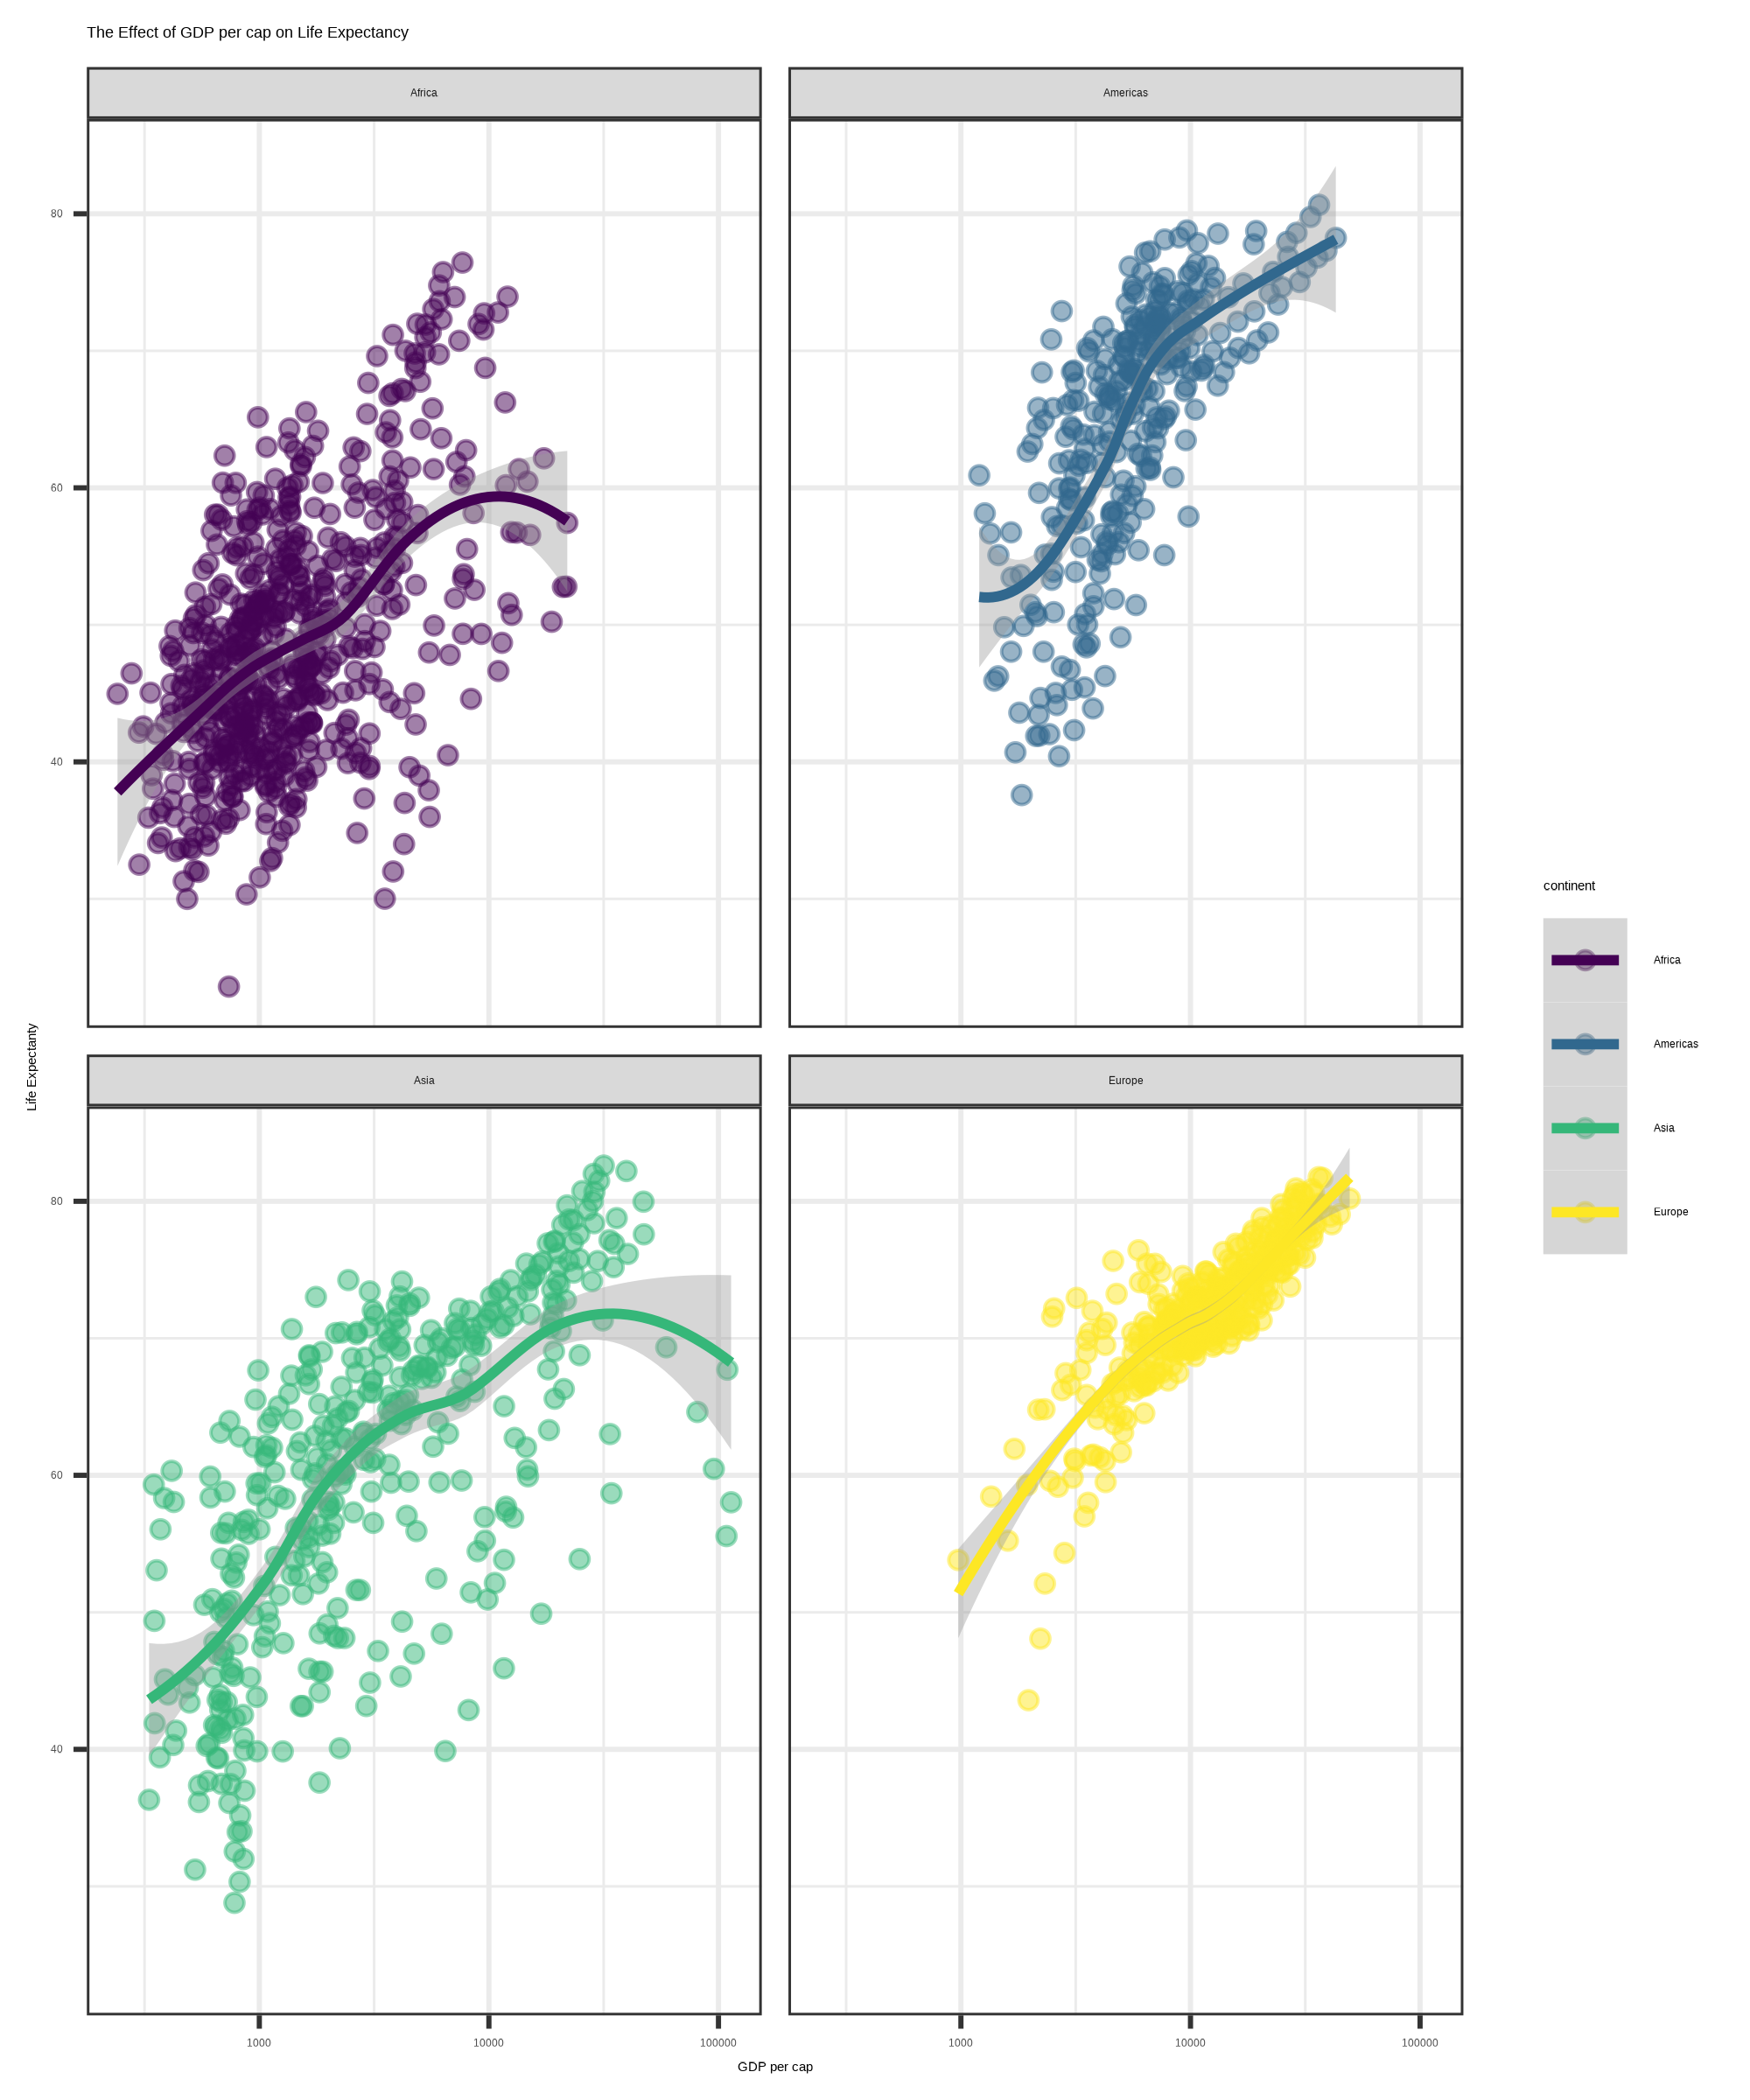 The Effect of GDP per cap on Life Expectancy
Africa
Americas
80
60
40
Life Expectanty
Asia
Europe
80
60
40
1000
10000
100000
1000
10000
100000
GDP per cap
continent
Africa
Americas
Asia
Europe